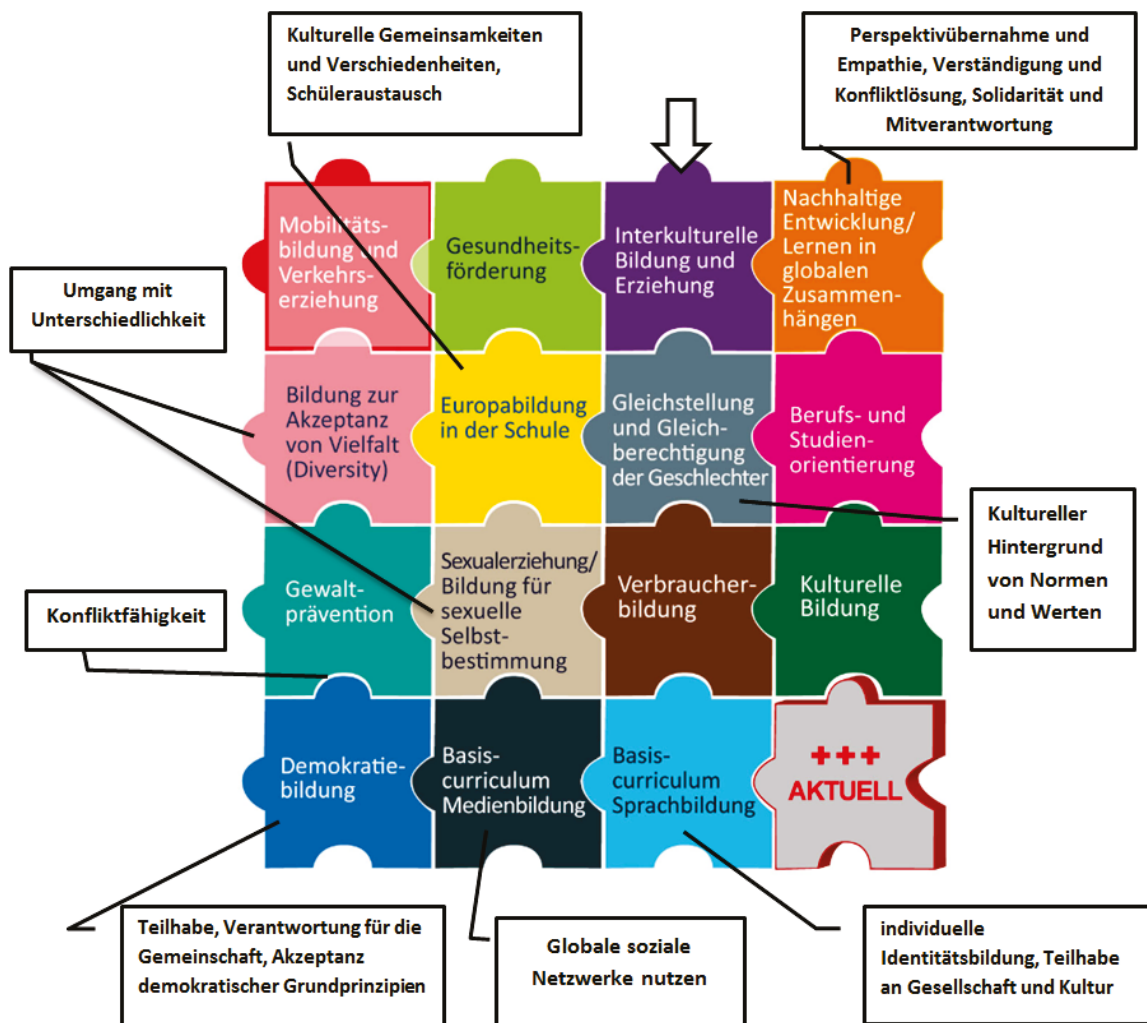 Kulturelle Gemeinsamkeiten
und Verschiedenheiten,
Schüleraustausch
Perspektivübernahme und
Empathie, Verständigung und
Konfliktlösung, Solidarität und
Mitverantwortung
Mobilitäts-
bildung und
Verkehrs-
erziehung
Gesundheits-
förderung
Interkulturelle
Bildung und
Erziehung
Nachhaltige
Entwicklung/
Lernen in
globalen
Zusammen-
hängen
Umgang mit
Unterschiedlichkeit
Bildung zur
Akzeptanz
von Vielfalt
(Diversity)
Europabildung
in der Schule
Gleichstellung
und Gleich-
berechtigung
der Geschlechter
Berufs- und
Studien-
orientierung
Kultureller
Hintergrund
von Normen
und Werten
Konfliktfähigkeit
Gewalt-
prävention
Sexualerziehung/
Bildung für
sexuelle
Selbst-
bestimmung
Verbraucher-
bildung
Kulturelle
Bildung
Demokratie-
bildung
Basis-
curriculum
Medienbildung
Basis-
curriculum
Sprachbildung
+++
AKTUELL
Teilhabe, Verantwortung für die
Gemeinschaft, Akzeptanz
demokratischer Grundprinzipien
Globale soziale
Netzwerke nutzen
individuelle
Identitätsbildung, Teilhabe
an Gesellschaft und Kultur